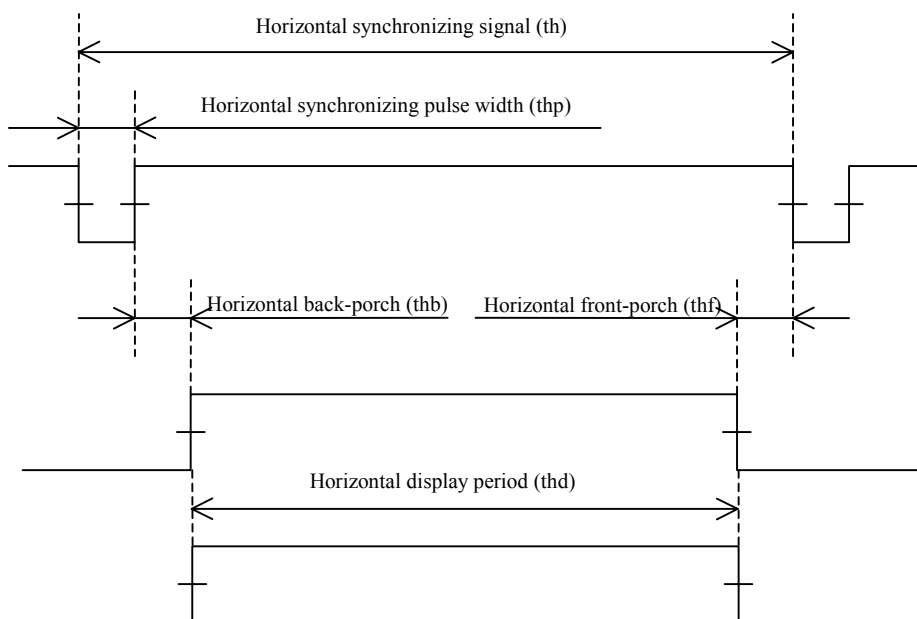 Horizontal synchronizing signal (th)
Horizontal synchronizing pulse width (thp)
Horizontal back-porch (thb)
Horizontal front-porch (thf)
Horizontal display period (thd)